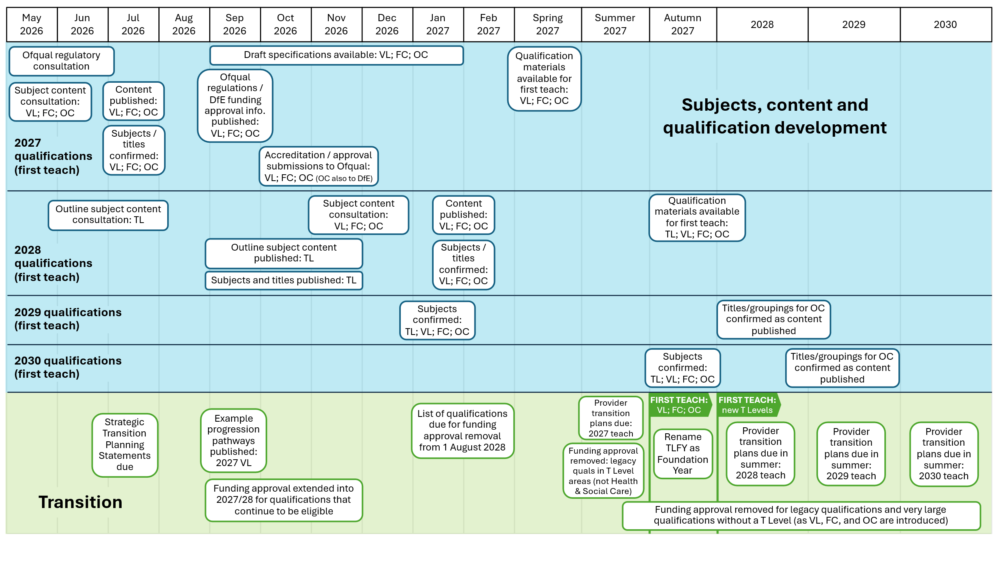 May
2026
Jun
2026
Jul
2026
Aug
2026
Sep
2026
Oct
2026
Nov
2026
Dec
2026
Jan
2027
Feb
2027
Spring
2027
Summer
2027
Autumn
2027
2028
2029
2030
Ofqual regulatory
consultation
Draft specifications available: VL; FC; OC
Qualification
materials
available for
first teach:
VL; FC; OC
Subject content
consultation:
VL; FC; OC
Content
published:
VL; FC; OC
Ofqual
regulations /
DfE funding
approval info.
published:
VL; FC; OC
Subjects, content and
qualification development
Subjects /
titles
confirmed:
VL; FC; OC
2027
qualifications
(first teach)
Accreditation / approval
submissions to Ofqual:
VL; FC; OC (OC also to DfE)
Outline subject content
consultation: TL
Subject content
consultation:
VL; FC; OC
Content
published:
VL; FC; OC
Qualification
materials available
for first teach:
TL; VL; FC; OC
2028
qualifications
(first teach)
Outline subject content
published: TL
Subjects /
titles
confirmed:
VL; FC; OC
Subjects and titles published: TL
2029 qualifications
(first teach)
Subjects
confirmed:
TL; VL; FC; OC
Titles/groupings for OC
confirmed as content
published
2030 qualifications
(first teach)
Subjects
confirmed:
TL; VL; FC; OC
Titles/groupings for OC
confirmed as content
published
Strategic
Transition
Planning
Statements
due
Example
progression
pathways
published:
2027 VL
List of qualifications
due for funding
approval removal
from 1 August 2028
Provider
transition
plans due:
2027 teach
FIRST TEACH:
VL; FC; OC
FIRST TEACH:
new T Levels
Funding approval
removed: legacy
quals in T Level
areas (not Health
& Social Care)
Rename
TLFY as
Foundation
Year
Provider
transition
plans due in
summer:
2028 teach
Provider
transition
plans due in
summer:
2029 teach
Provider
transition
plans due in
summer:
2030 teach
Transition
Funding approval extended into
2027/28 for qualifications that
continue to be eligible
Funding approval removed for legacy qualifications and very large
qualifications without a T Level (as VL, FC, and OC are introduced)